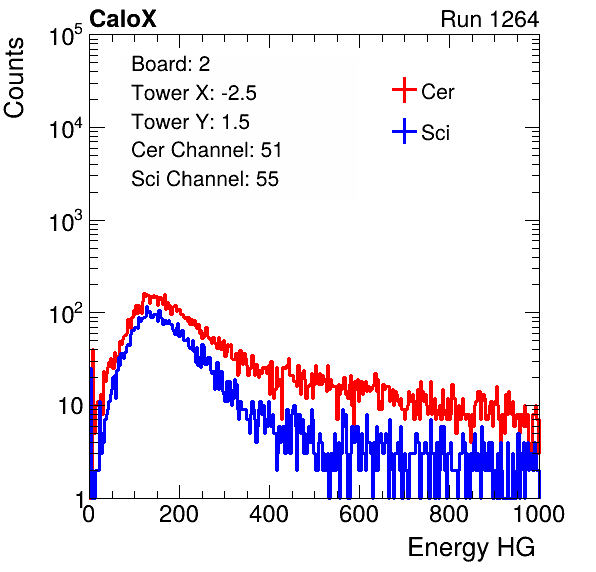 CaloX Run 1264
Counts
Board: 2
Tower X: -2.5
Tower Y: 1.5
Cer Channel: 51
Sci Channel: 55
Cer
Sci
10^5
10^4
10^3
10^2
10
1
0 200 400 600 800 1000
Energy HG